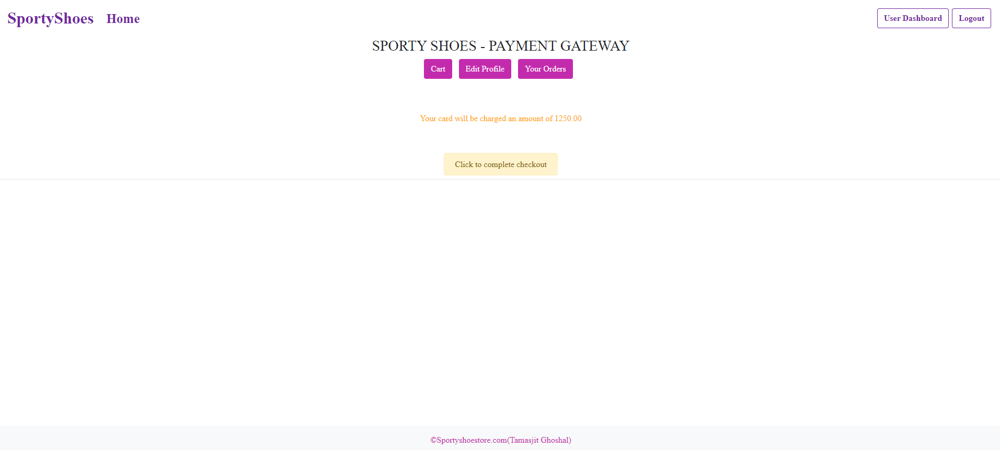 SportyShoes Home User Dashboard Logout
SPORTY SHOES - PAYMENT GATEWAY
Cart Edit Profile Your Orders
Your card will be charged an amount of 1250.00
Click to complete checkout
©Sportyshoestore.com(Tamasjit Ghoshal)